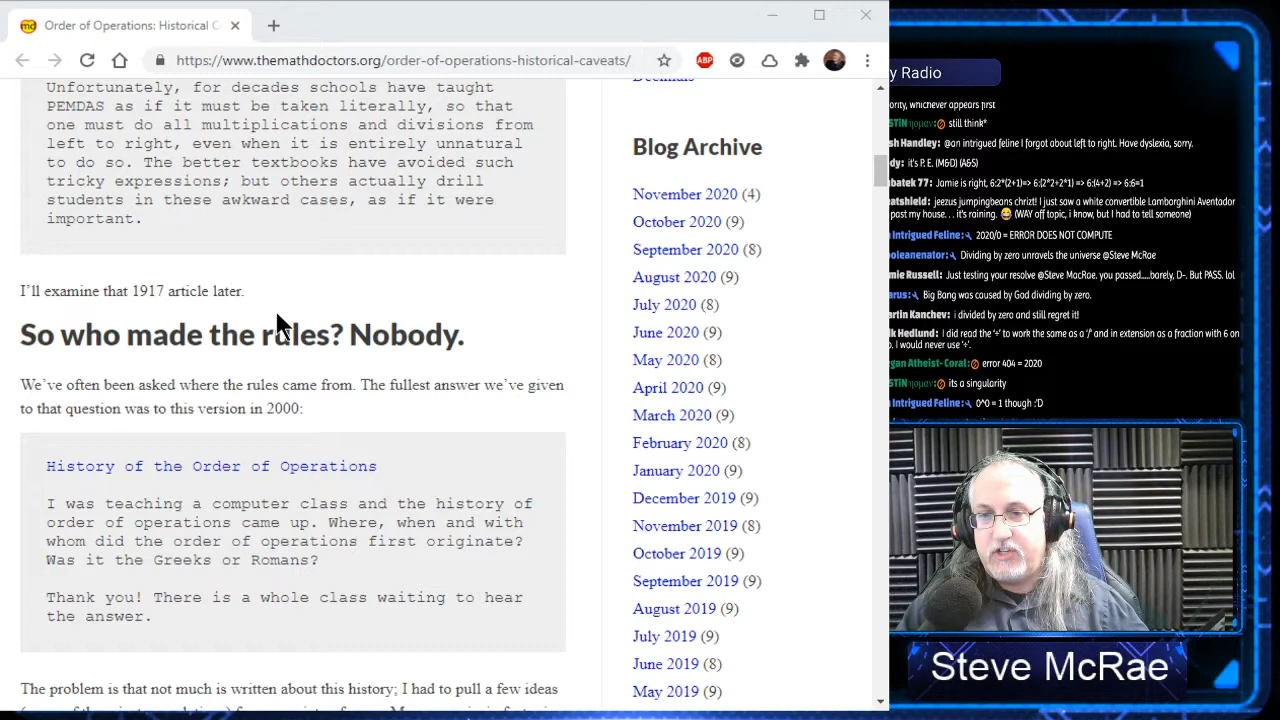 Order of Operations: Historical C
https://www.themathdoctors.org/order-of-operations-historical-caveats/
ABP
Unfortunately, for decades schools have taught
PEMDAS as if it must be taken literally, so that
one must do all multiplications and divisions from
left to right, even when it is entirely unnatural
to do so. The better textbooks have avoided such
tricky expressions; but others actually drill
students in these awkward cases, as if it were
important.
I'll examine that 1917 article later.
So who made the rules? Nobody.
We've often been asked where the rules came from. The fullest answer we've given
to that question was to this version in 2000:
History of the Order of Operations
I was teaching a computer class and the history of
order of operations came up. Where, when and with
whom did the order of operations first originate?
Was it the Greeks or Romans?
Thank you! There is a whole class waiting to hear
the answer.
The problem is that not much is written about this history; I had to pull a few ideas
Decimals
Blog Archive
November 2020 (4)
October 2020 (9)
September 2020 (8)
August 2020 (9)
July 2020 (8)
June 2020 (9)
May 2020 (8)
April 2020 (9)
March 2020 (9)
February 2020 (8)
January 2020 (9)
December 2019 (9)
November 2019 (8)
October 2019 (9)
September 2019 (9)
August 2019 (9)
July 2019 (9)
June 2019 (8)
May 2019 (9)
y Radio
ority, whichever appears first
STiN ησμαν: still think*
sh Handley: @an intrigued feline I forgot about left to right. Have dyslexia, sorry.
dy: it's P. E. (M&D) (A&S)
batek 77: Jamie is right, 6:2*(2+1)=> 6:(2*2+2*1) => 6:(4+2) => 6:6=1
atshield: jeezus jumpingbeans christ! I just saw a white convertible Lamborghini Aventador
past my house... it's raining. 😂 (WAY off topic, i know, but I had to tell someone)
n Intrigued Feline: 2020/0 = ERROR DOES NOT COMPUTE
ooleanenator: Dividing by zero unravels the universe @Steve McRae
mie Russell: Just testing your resolve @Steve MacRae. you passed.....barely, D-. But PASS. lol
arus: Big Bang was caused by God dividing by zero.
artin Kanchev: i divided by zero and still regret it!
ik Hedlund: I did read the '÷' to work the same as a '/' and in extension as a fraction with 6 on
o. I would never use '÷'.
egan Atheist- Coral: error 404 = 2020
STiN ησμαν: its a singularity
n Intrigued Feline: 0^0 = 1 though :'D
Steve McRae